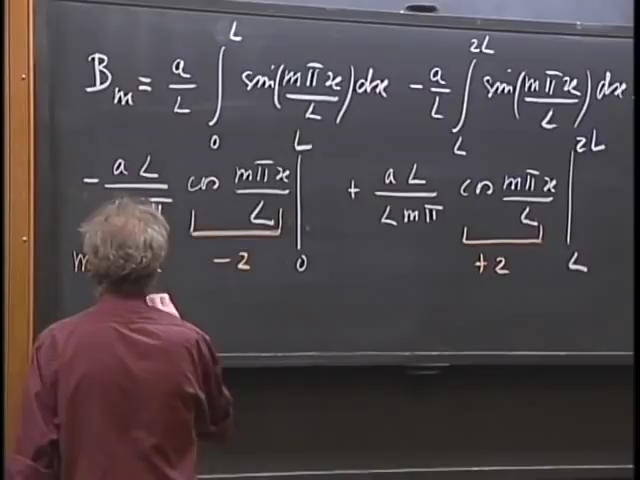 B_m = a/L ∫_0^L sin(mπx/L)dx - a/L ∫_L^{2L} sin(mπx/L)dx
- aL/ π cos mπx/L |_0^L + aL/Lmπ cos mπx/L |_L^{2L}
m -2 +2